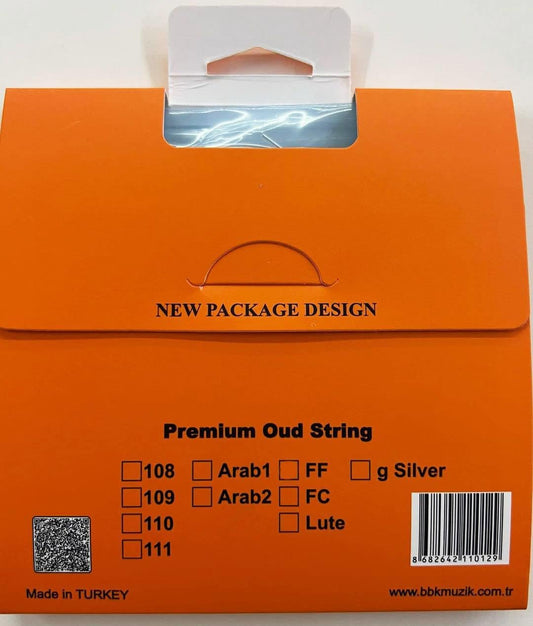 NEW PACKAGE DESIGN
Premium Oud String
108 Arab1 FF g Silver
109 Arab2 FC
110 Lute
111
8 682642 110129
Made in TURKEY www.bbkmuzik.com.tr